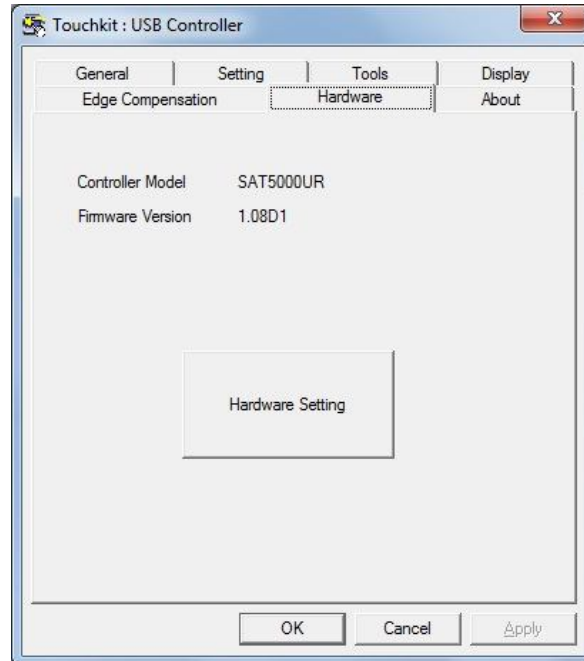 Touchkit : USB Controller
General Setting Tools Display
Edge Compensation Hardware About
Controller Model SAT5000UR
Firmware Version 1.08D1
Hardware Setting
OK Cancel Apply